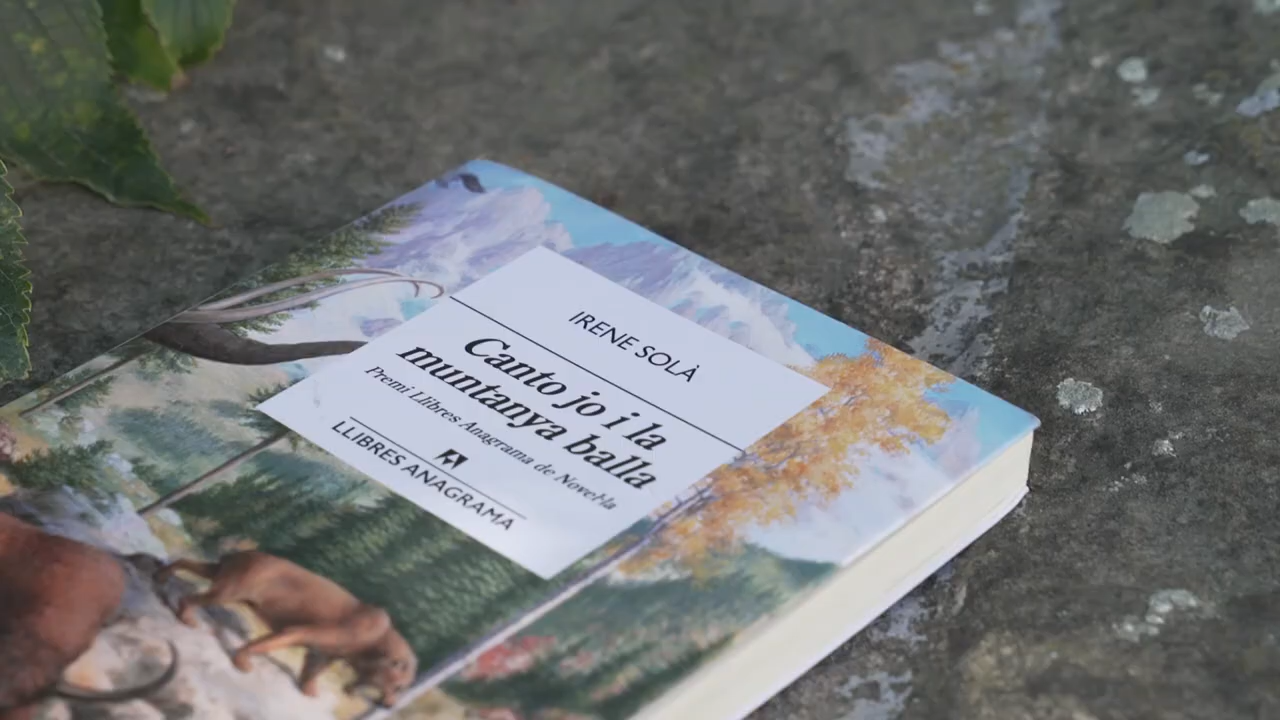 IRENE SOLÀ
Canto jo i la
muntanya balla
Premi Llibres Anagrama de Novel·la
LLIBRES ANAGRAMA